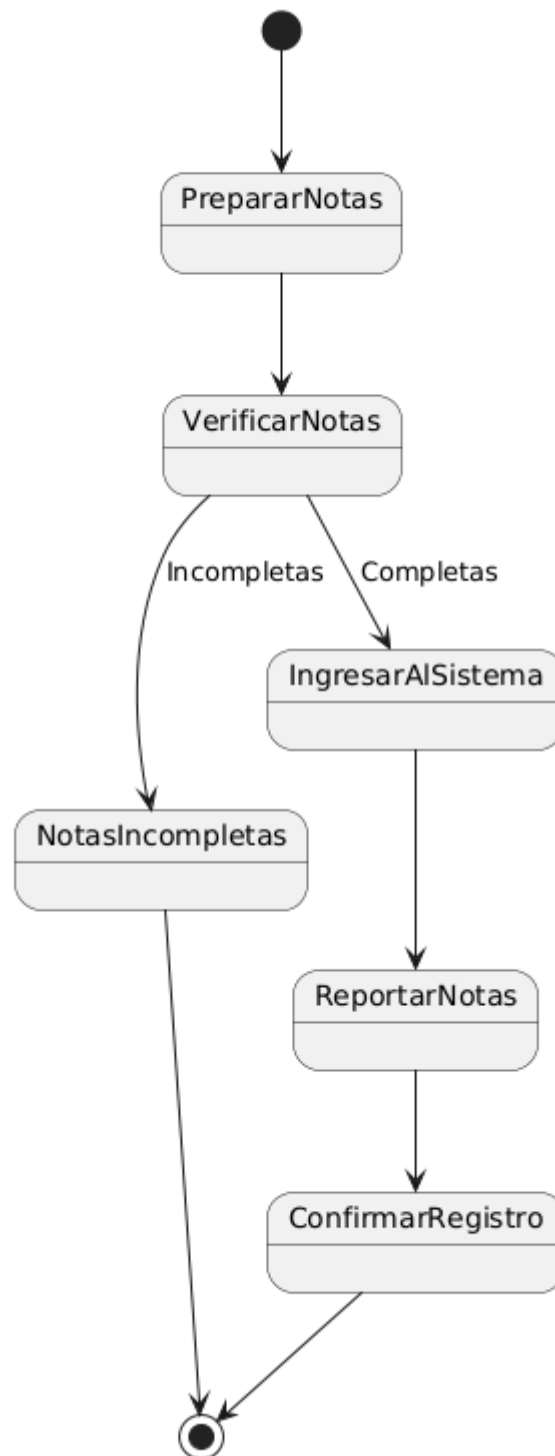 PrepararNotas
VerificarNotas
Incompletas
Completas
IngresarAlSistema
NotasIncompletas
ReportarNotas
ConfirmarRegistro